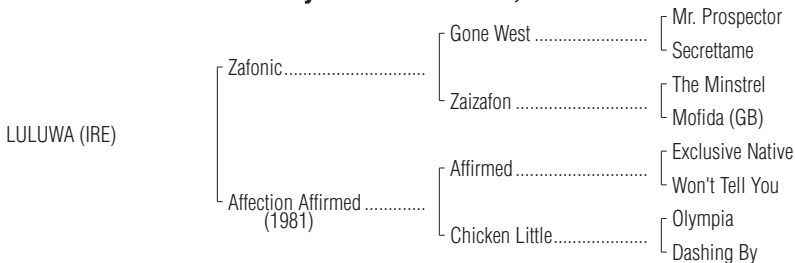 Mr. Prospector
Gone West
Secrettame
Zafonic
The Minstrel
Zaizafon
Mofida (GB)
LULUWA (IRE)
Exclusive Native
Affirmed
Won't Tell You
Affection Affirmed
(1981)
Olympia
Chicken Little
Dashing By